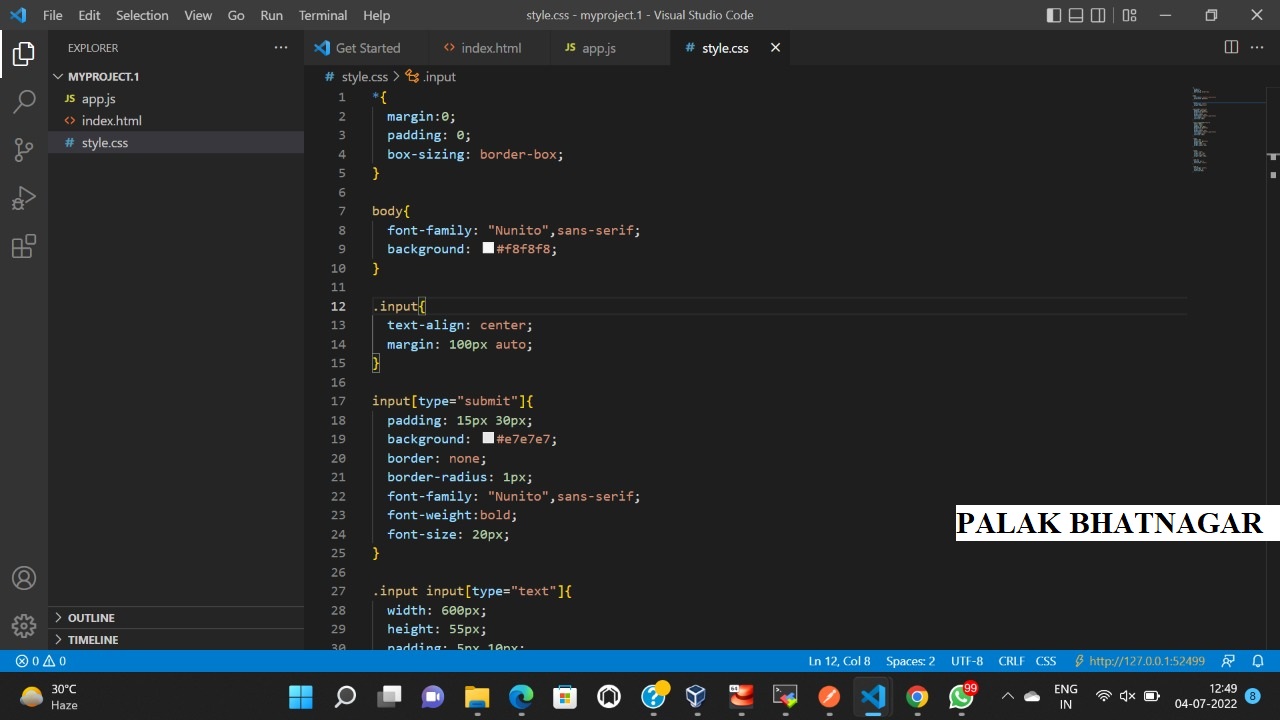 File Edit Selection View Go Run Terminal Help style.css - myproject.1 - Visual Studio Code
EXPLORER
MYPROJECT.1
JS app.js
<> index.html
# style.css
OUTLINE
TIMELINE
Get Started <> index.html JS app.js # style.css
# style.css > .input
1 *{
2 margin:0;
3 padding: 0;
4 box-sizing: border-box;
5 }
6
7 body{
8 font-family: "Nunito",sans-serif;
9 background: #f8f8f8;
10 }
11
12 .input{
13 text-align: center;
14 margin: 100px auto;
15 }
16
17 input[type="submit"]{
18 padding: 15px 30px;
19 background: #e7e7e7;
20 border: none;
21 border-radius: 1px;
22 font-family: "Nunito",sans-serif;
23 font-weight:bold;
24 font-size: 20px;
25 }
26
27 .input input[type="text"]{
28 width: 600px;
29 height: 55px;
30 padding: 5px 10px;
PALAK BHATNAGAR
0 0 Ln 12, Col 8 Spaces: 2 UTF-8 CRLF CSS http://127.0.0.1:52499
30°C
Haze
99
ENG
IN
12:49
04-07-2022
8